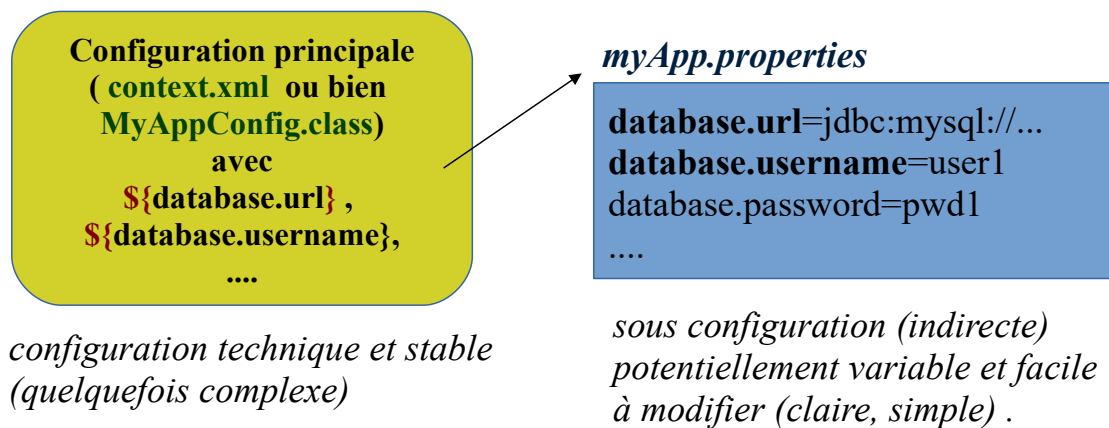 Configuration principale
( context.xml ou bien
MyAppConfig.class)
avec
${database.url} ,
${database.username},
....
configuration technique et stable
(quelquefois complexe)
myApp.properties
database.url=jdbc:mysql://...
database.username=user1
database.password=pwd1
....
sous configuration (indirecte)
potentiellement variable et facile
à modifier (claire, simple) .